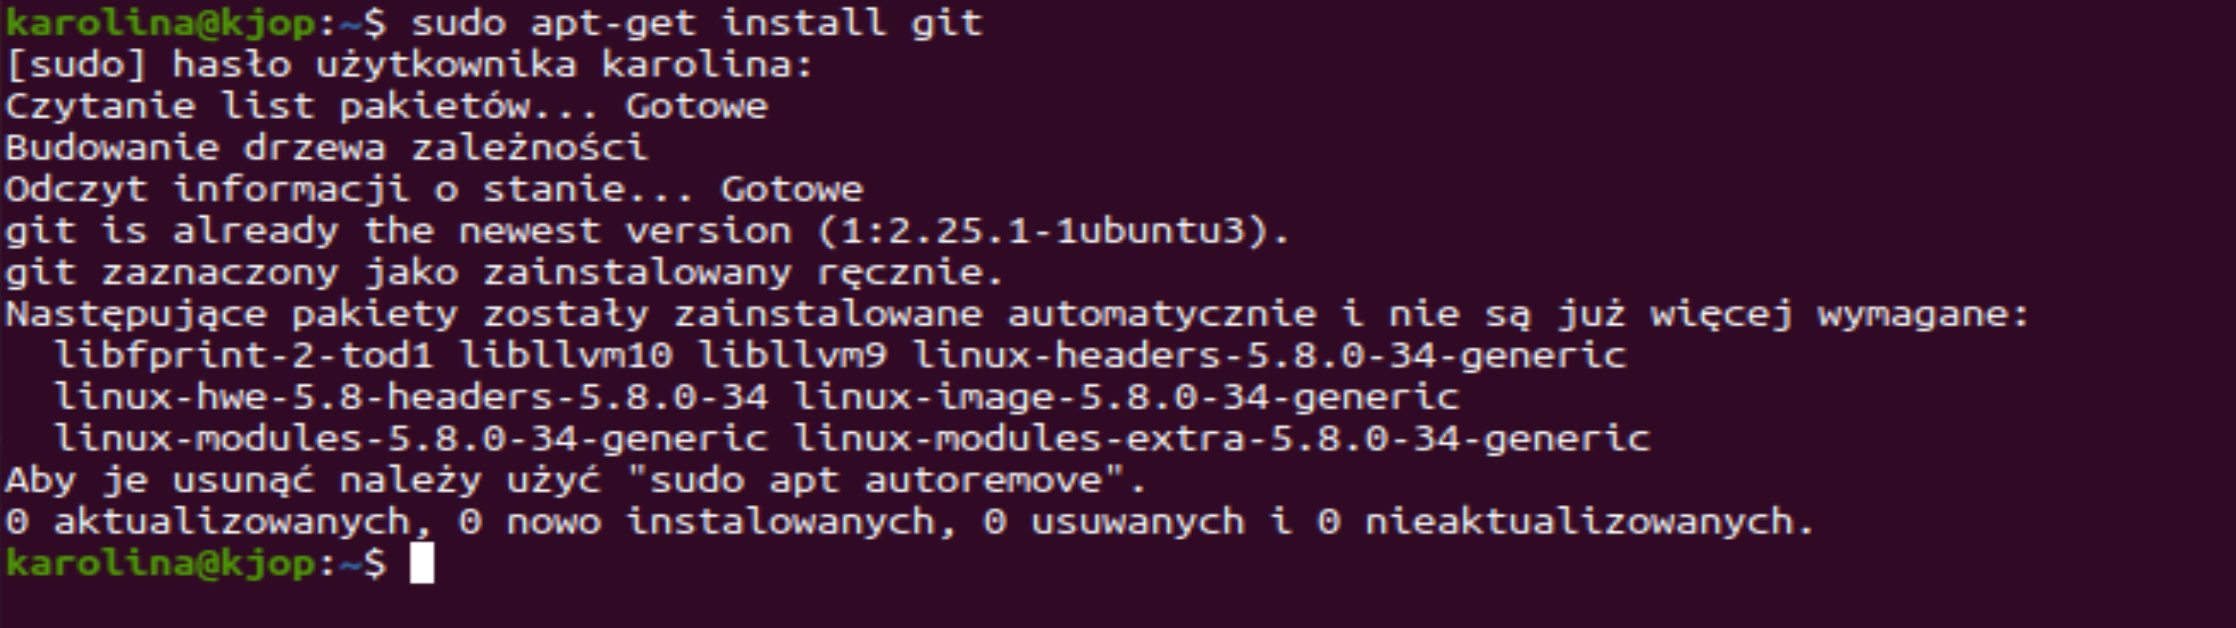 karolina@kjop:~$ sudo apt-get install git
[sudo] hasło użytkownika karolina:
Czytanie list pakietów... Gotowe
Budowanie drzewa zależności
Odczyt informacji o stanie... Gotowe
git is already the newest version (1:2.25.1-1ubuntu3).
git zaznaczony jako zainstalowany ręcznie.
Następujące pakiety zostały zainstalowane automatycznie i nie są już więcej wymagane:
  libfprint-2-tod1 libllvm10 libllvm9 linux-headers-5.8.0-34-generic
  linux-hwe-5.8-headers-5.8.0-34 linux-image-5.8.0-34-generic
  linux-modules-5.8.0-34-generic linux-modules-extra-5.8.0-34-generic
Aby je usunąć należy użyć "sudo apt autoremove".
0 aktualizowanych, 0 nowo instalowanych, 0 usuwanych i 0 nieaktualizowanych.
karolina@kjop:~$